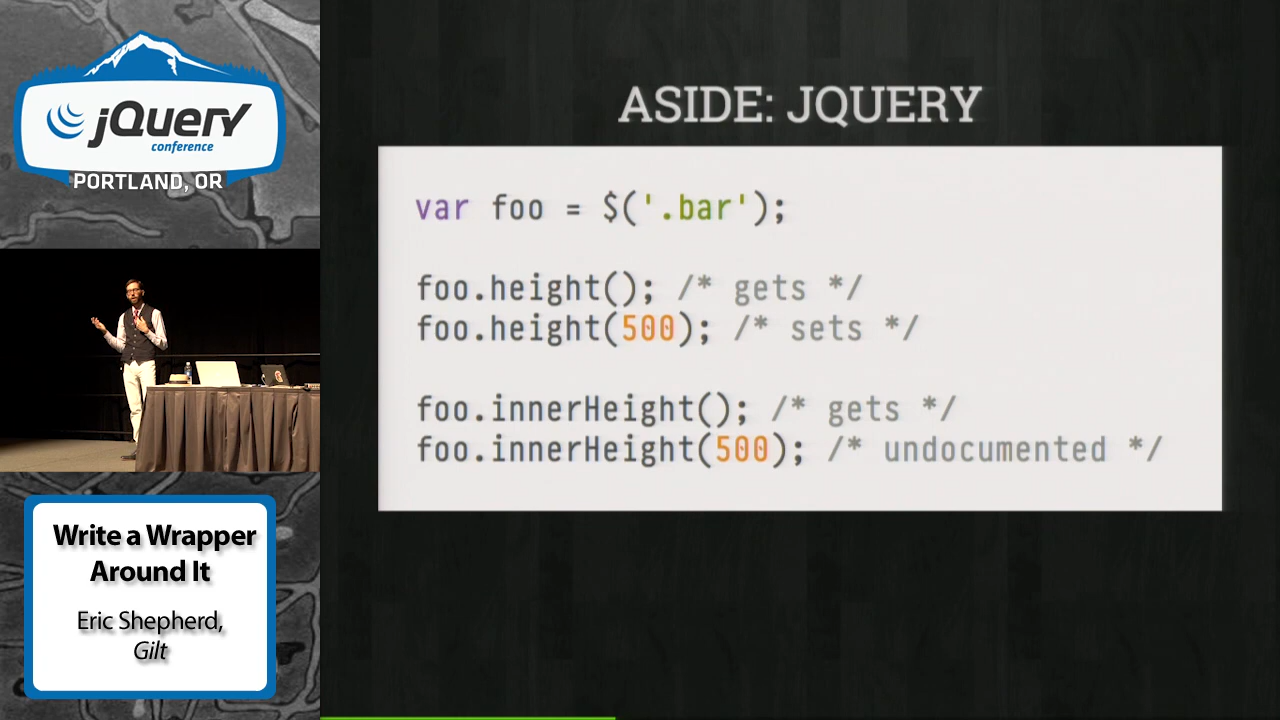 jQuery
conference
PORTLAND, OR
Write a Wrapper
Around It
Eric Shepherd,
Gilt
ASIDE: JQUERY
var foo = $('.bar');
foo.height(); /* gets */
foo.height(500); /* sets */
foo.innerHeight(); /* gets */
foo.innerHeight(500); /* undocumented */